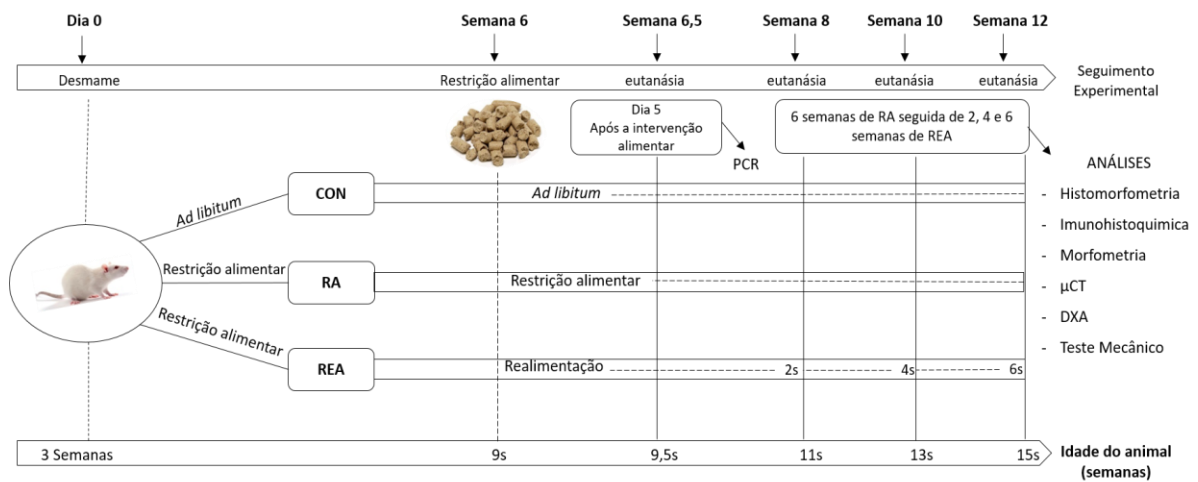 Dia 0
Semana 6
Semana 6,5
Semana 8
Semana 10
Semana 12
Desmame
Restrição alimentar
eutanásia
eutanásia
eutanásia
eutanásia
Seguimento
Experimental
Dia 5
Após a intervenção
alimentar
PCR
6 semanas de RA seguida de 2, 4 e 6
semanas de REA
ANÁLISES
- Histomorfometria
- Imunohistoquimica
- Morfometria
- µCT
- DXA
- Teste Mecânico
Ad libitum
CON
Ad libitum
Restrição alimentar
RA
Restrição alimentar
Restrição alimentar
REA
Realimentação
2s
4s
6s
3 Semanas
9s
9,5s
11s
13s
15s
Idade do animal
(semanas)